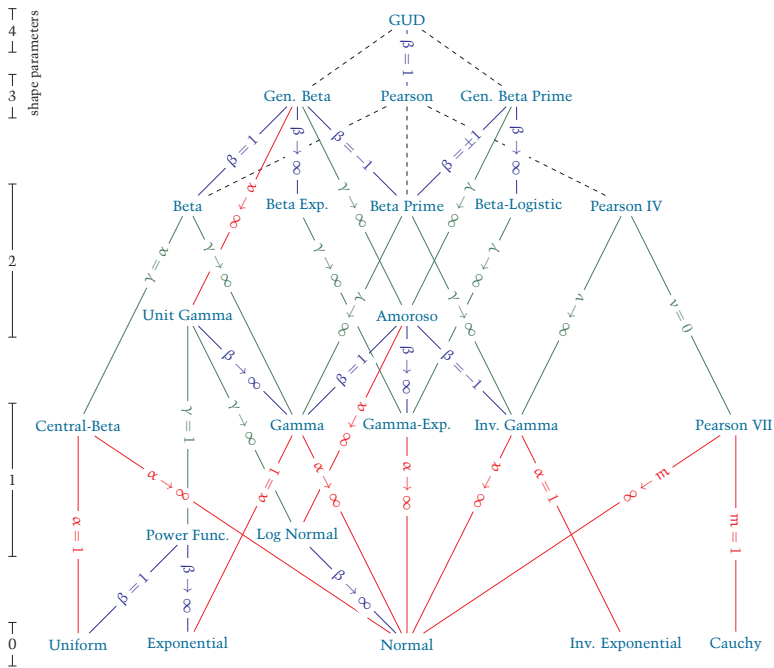 GUD
4
shape parameters
β = 1
3
Gen. Beta
Pearson
Gen. Beta Prime
β = 1
β → ∞
β = −1
β = ±1
β → ∞
α → ∞
γ → ∞
γ → ∞
Beta
Beta Exp.
Beta Prime
Beta-Logistic
Pearson IV
2
γ = α
γ → ∞
γ → ∞
γ → ∞
γ → ∞
γ → ∞
ν → ∞
ν = 0
Unit Gamma
Amoroso
β → ∞
β = 1
β → ∞
β = −1
γ = 1
γ → ∞
α → ∞
Central-Beta
Gamma
Gamma-Exp.
Inv. Gamma
Pearson VII
1
α → ∞
α = 1
α → ∞
α → ∞
α → ∞
α = 1
m → ∞
α = 1
m = 1
Power Func.
Log Normal
β = 1
β → ∞
β → ∞
0
Uniform
Exponential
Normal
Inv. Exponential
Cauchy